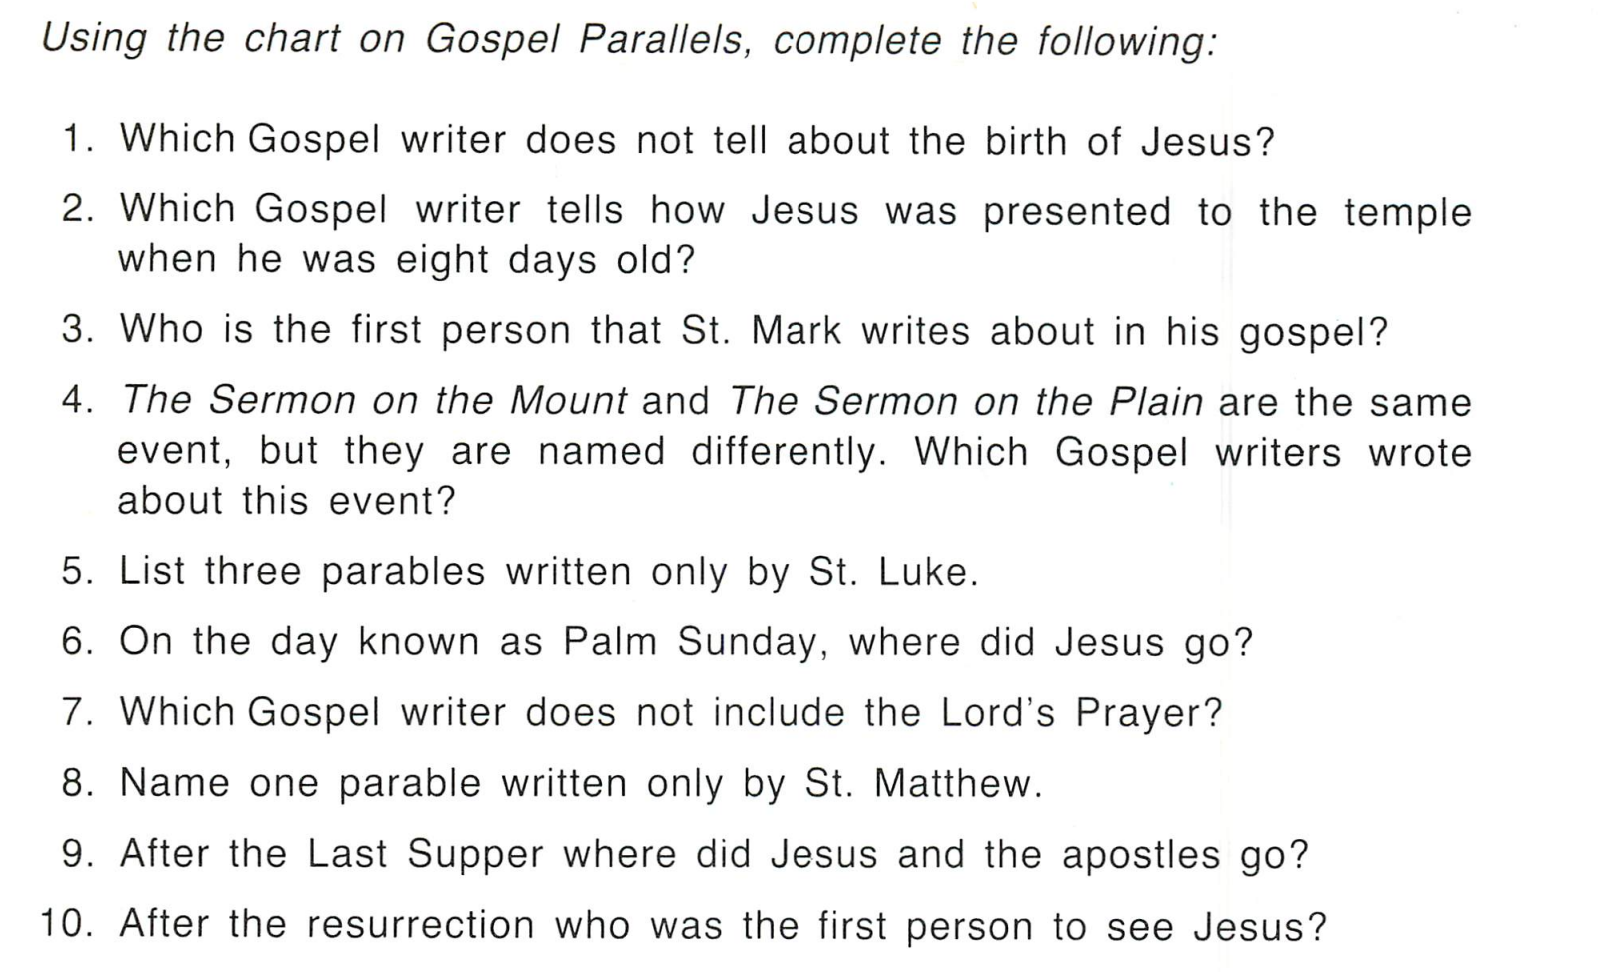 Using the chart on Gospel Parallels, complete the following:
1. Which Gospel writer does not tell about the birth of Jesus?
2. Which Gospel writer tells how Jesus was presented to the temple
when he was eight days old?
3. Who is the first person that St. Mark writes about in his gospel?
4. The Sermon on the Mount and The Sermon on the Plain are the same
event, but they are named differently. Which Gospel writers wrote
about this event?
5. List three parables written only by St. Luke.
6. On the day known as Palm Sunday, where did Jesus go?
7. Which Gospel writer does not include the Lord's Prayer?
8. Name one parable written only by St. Matthew.
9. After the Last Supper where did Jesus and the apostles go?
10. After the resurrection who was the first person to see Jesus?